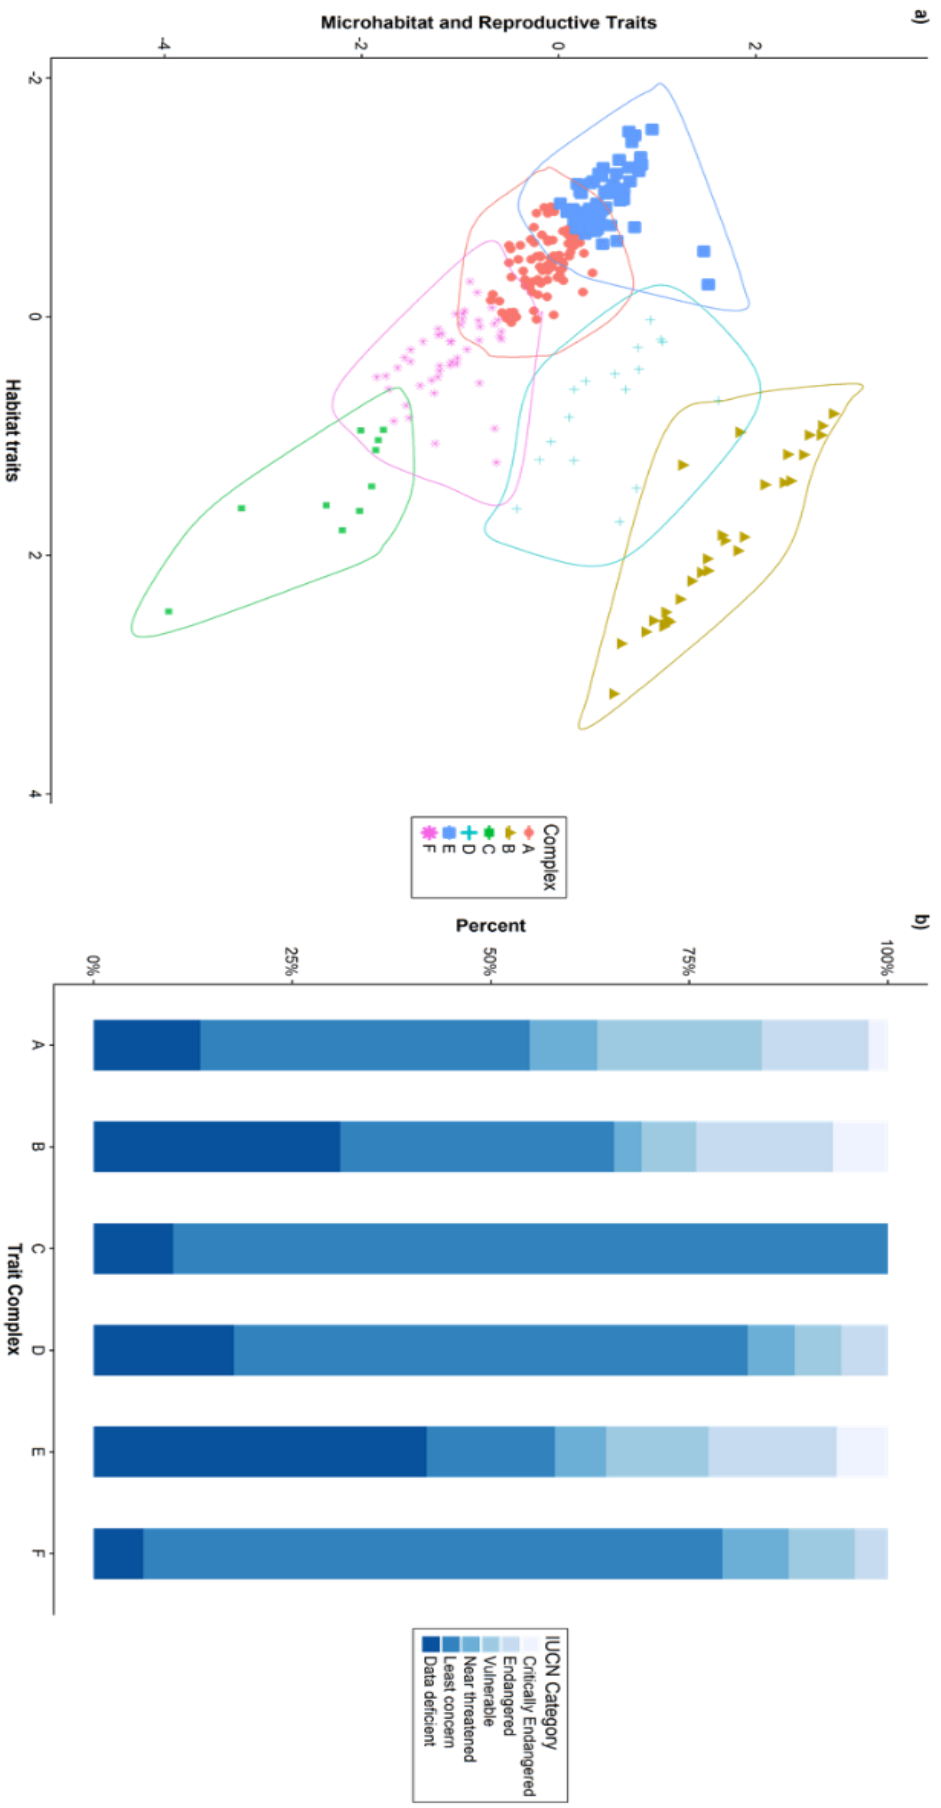 a)
Microhabitat and Reproductive Traits
2
0
-2
-4
-2
0
2
4
Habitat traits
Complex
A
B
C
D
E
F
b)
Percent
100%
75%
50%
25%
0%
A
B
C
D
E
F
Trait Complex
IUCN Category
Critically Endangered
Endangered
Vulnerable
Near threatened
Least concern
Data deficient